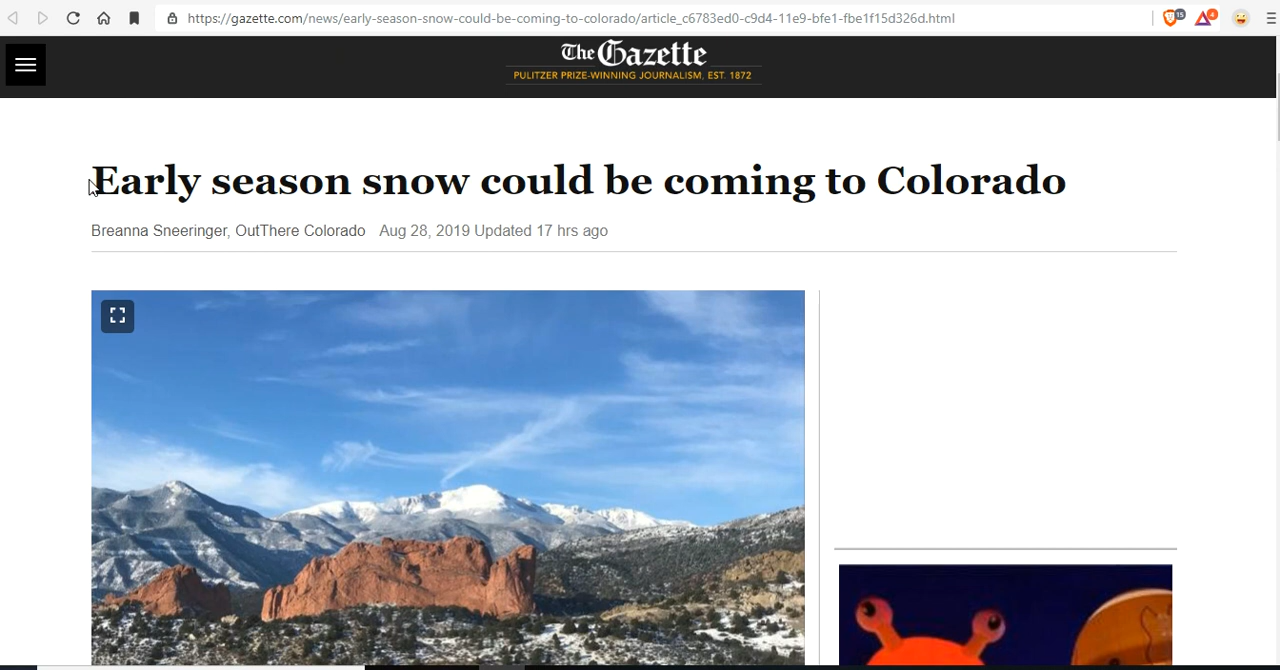 https://gazette.com/news/early-season-snow-could-be-coming-to-colorado/article_c6783ed0-c9d4-11e9-bfe1-fbe1f15d326d.html
15
4
The Gazette
PULITZER PRIZE-WINNING JOURNALISM, EST. 1872
Early season snow could be coming to Colorado
Breanna Sneeringer, OutThere Colorado Aug 28, 2019 Updated 17 hrs ago